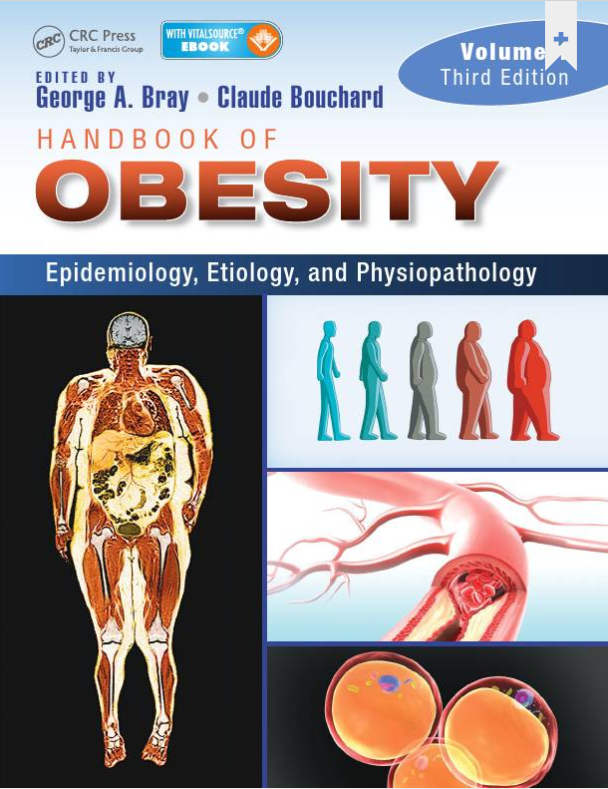 CRC
CRC Press
Taylor & Francis Group
WITH VITALSOURCE®
EBOOK
Volume
Third Edition
EDITED BY
George A. Bray • Claude Bouchard
HANDBOOK OF
OBESITY
Epidemiology, Etiology, and Physiopathology